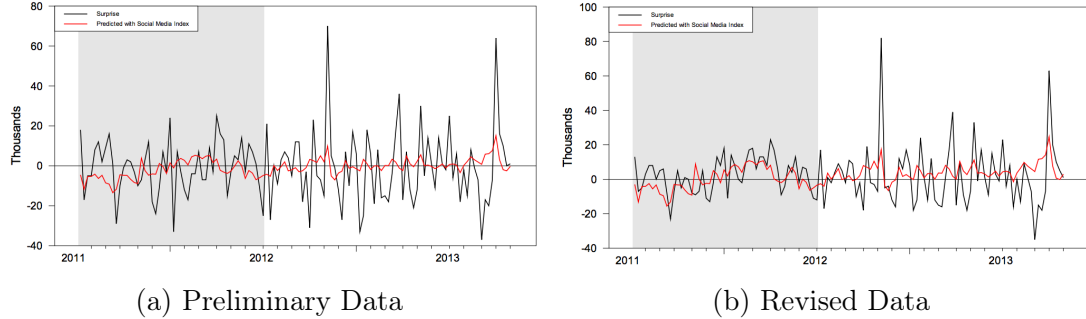 Surprise
Predicted with Social Media Index
Thousands
80
60
40
20
0
-20
-40
2011
2012
2013
(a) Preliminary Data
Surprise
Predicted with Social Media Index
Thousands
100
80
60
40
20
0
-20
-40
2011
2012
2013
(b) Revised Data